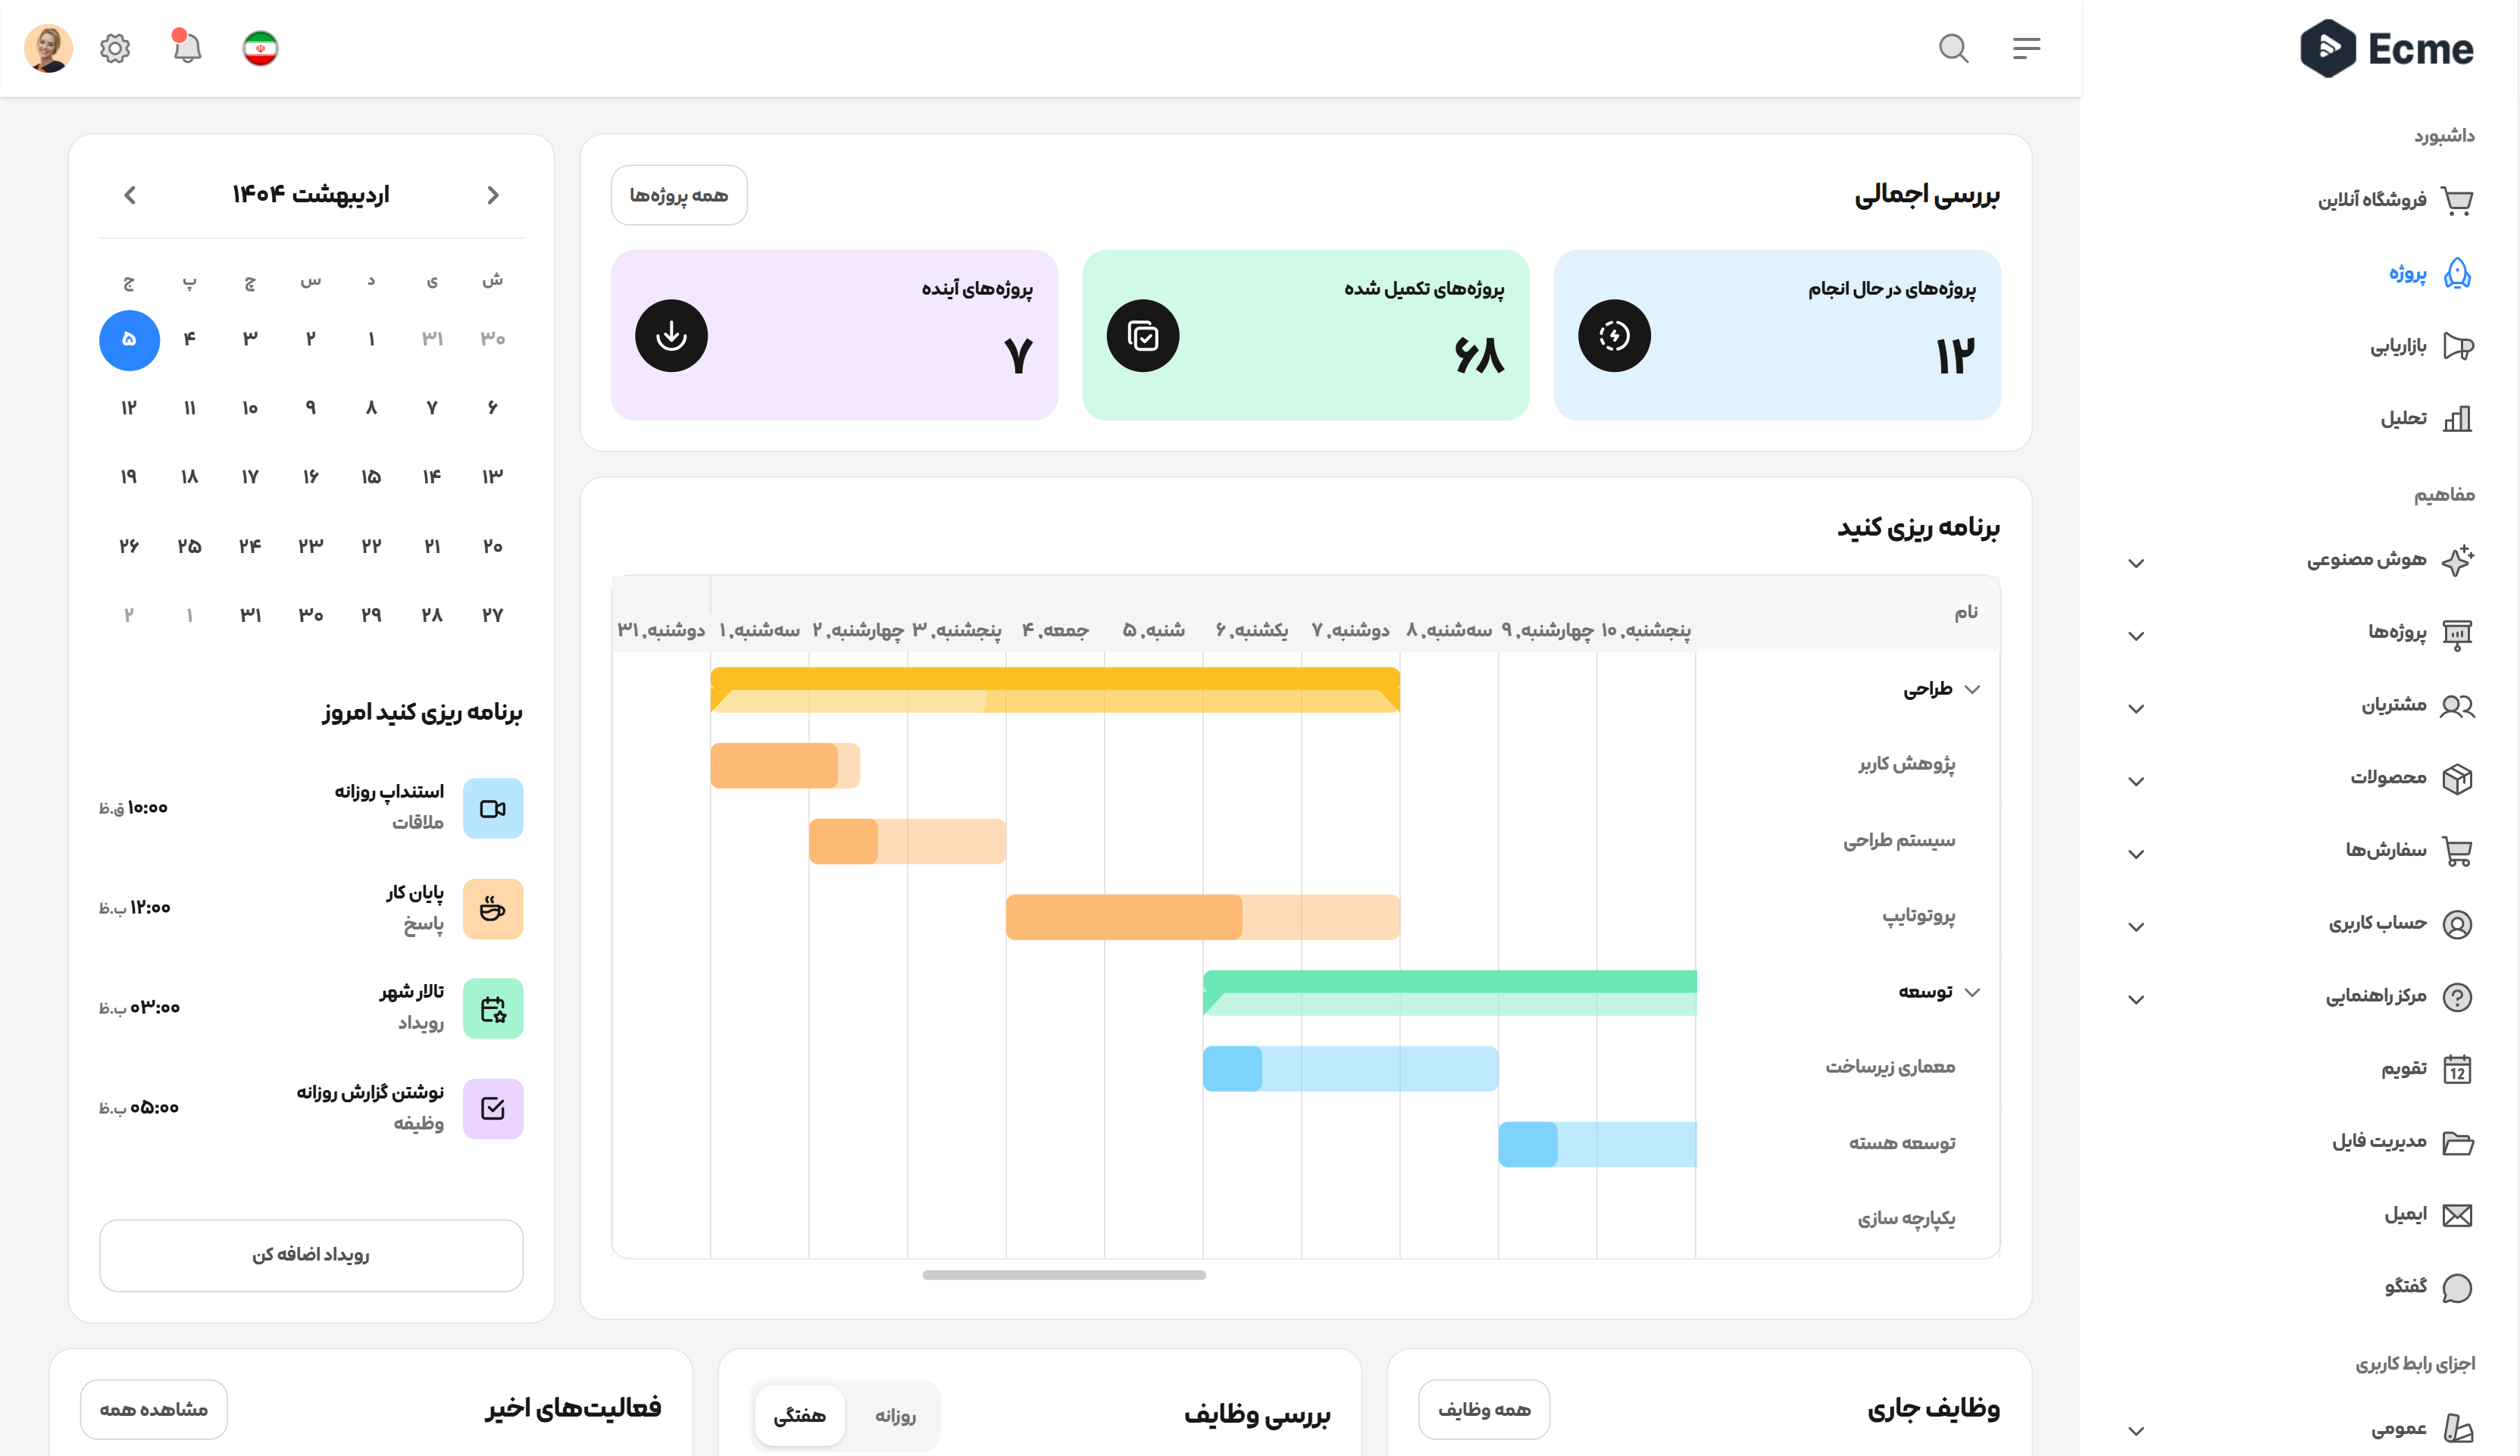 Ecme
داشبورد
فروشگاه آنلاین
پروژه
بازاریابی
تحلیل
مفاهیم
هوش مصنوعی
پروژه‌ها
مشتریان
محصولات
سفارش‌ها
حساب کاربری
مرکز راهنمایی
تقویم
12
مدیریت فایل
ایمیل
گفتگو
اجزای رابط کاربری
عمومی
بررسی اجمالی
همه پروژه‌ها
پروژه‌های در حال انجام
۱۲
پروژه‌های تکمیل شده
۶۸
پروژه‌های آینده
۷
برنامه ریزی کنید
نام
پنجشنبه, ۱۰ چهارشنبه, ۹ سه‌شنبه, ۸ دوشنبه, ۷ یکشنبه, ۶ شنبه, ۵ جمعه, ۴ پنجشنبه, ۳ چهارشنبه, ۲ سه‌شنبه, ۱ دوشنبه, ۳۱
طراحی
پژوهش کاربر
سیستم طراحی
پروتوتایپ
توسعه
معماری زیرساخت
توسعه هسته
یکپارچه سازی
اردیبهشت ۱۴۰۴
ش ی د س چ پ ج
۳۰ ۳۱ ۱ ۲ ۳ ۴ ۵
۶ ۷ ۸ ۹ ۱۰ ۱۱ ۱۲
۱۳ ۱۴ ۱۵ ۱۶ ۱۷ ۱۸ ۱۹
۲۰ ۲۱ ۲۲ ۲۳ ۲۴ ۲۵ ۲۶
۲۷ ۲۸ ۲۹ ۳۰ ۳۱ ۱ ۲
برنامه ریزی کنید امروز
استنداپ روزانه
ملاقات
۱۰:۰۰ ق.ظ
پایان کار
پاسخ
۱۲:۰۰ ب.ظ
تالار شهر
رویداد
۰۳:۰۰ ب.ظ
نوشتن گزارش روزانه
وظیفه
۰۵:۰۰ ب.ظ
رویداد اضافه کن
وظایف جاری
همه وظایف
بررسی وظایف
روزانه
هفتگی
فعالیت‌های اخیر
مشاهده همه